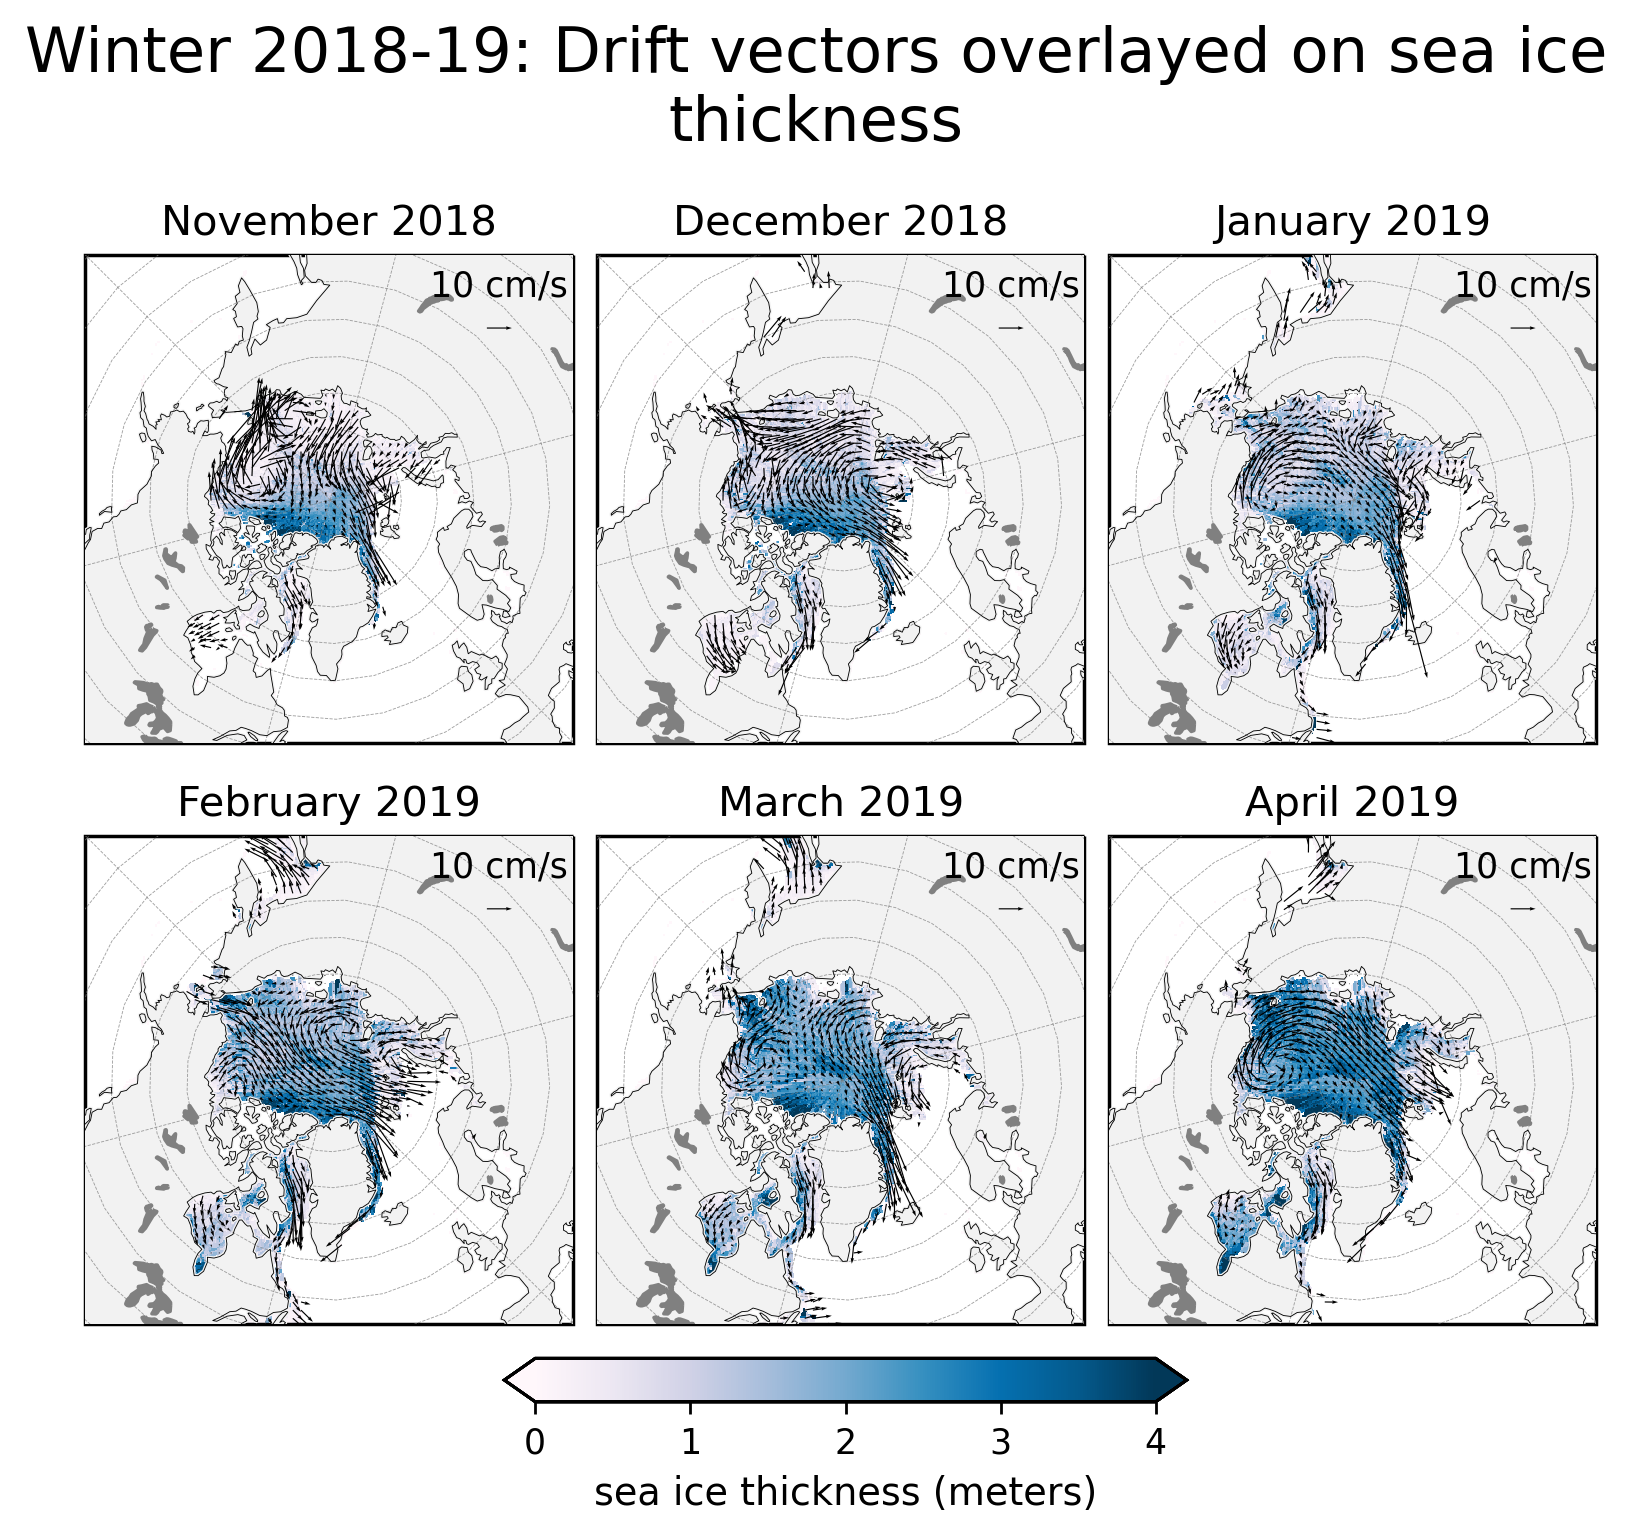 Winter 2018-19: Drift vectors overlayed on sea ice
thickness
November 2018
December 2018
January 2019
10 cm/s
10 cm/s
10 cm/s
February 2019
March 2019
April 2019
10 cm/s
10 cm/s
10 cm/s
0 1 2 3 4
sea ice thickness (meters)